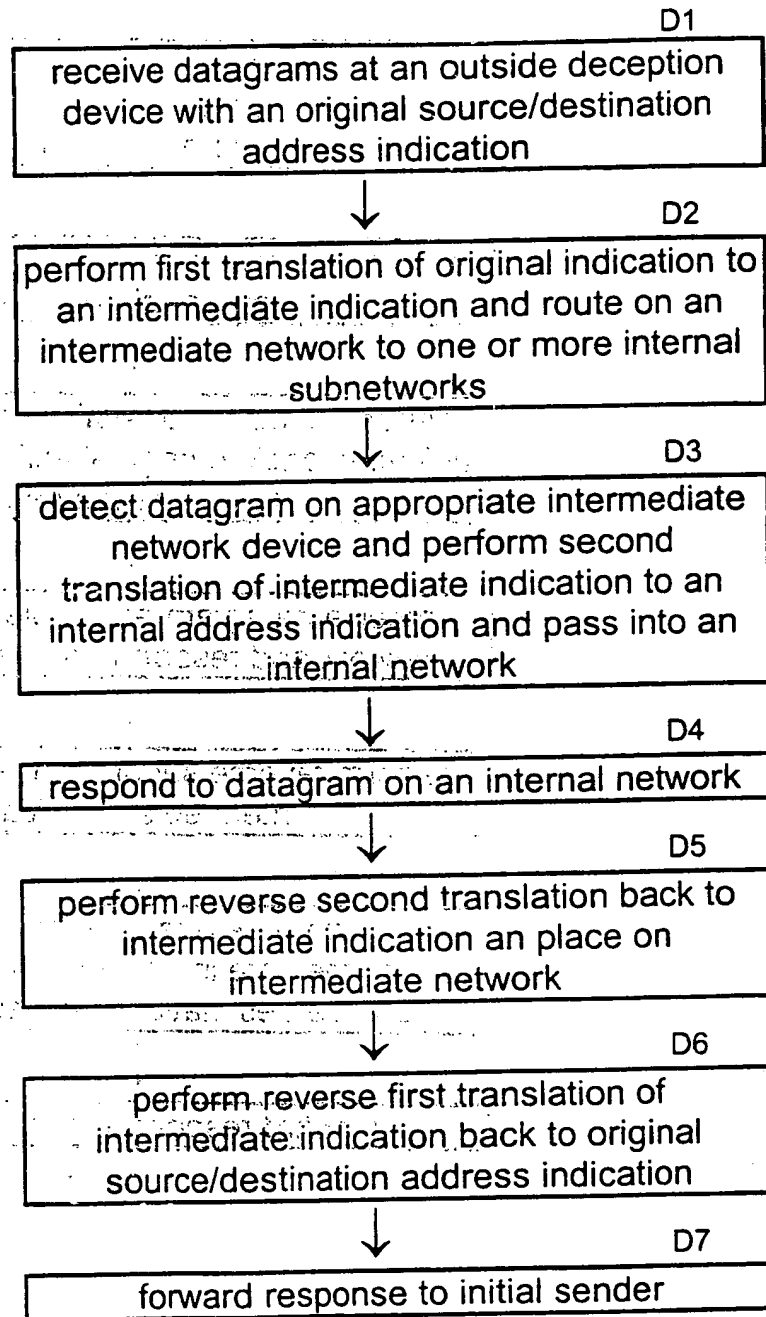 D1
receive datagrams at an outside deception
device with an original source/destination
address indication
D2
perform first translation of original indication to
an intermediate indication and route on an
intermediate network to one or more internal
subnetworks
D3
detect datagram on appropriate intermediate
network device and perform second
translation of intermediate indication to an
internal address indication and pass into an
internal network
D4
respond to datagram on an internal network
D5
perform reverse second translation back to
intermediate indication an place on
intermediate network
D6
perform reverse first translation of
intermediate indication back to original
source/destination address indication
D7
forward response to initial sender